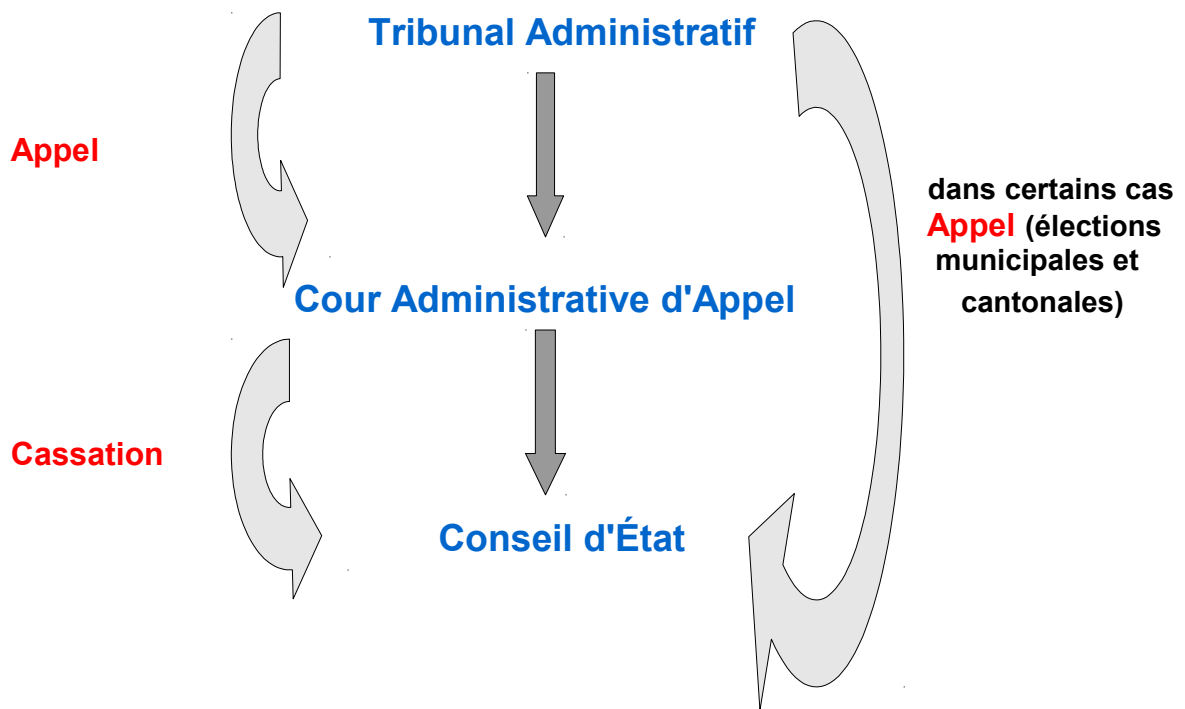 Tribunal Administratif
Appel
dans certains cas
Appel (élections
municipales et
cantonales)
Cour Administrative d'Appel
Cassation
Conseil d'État